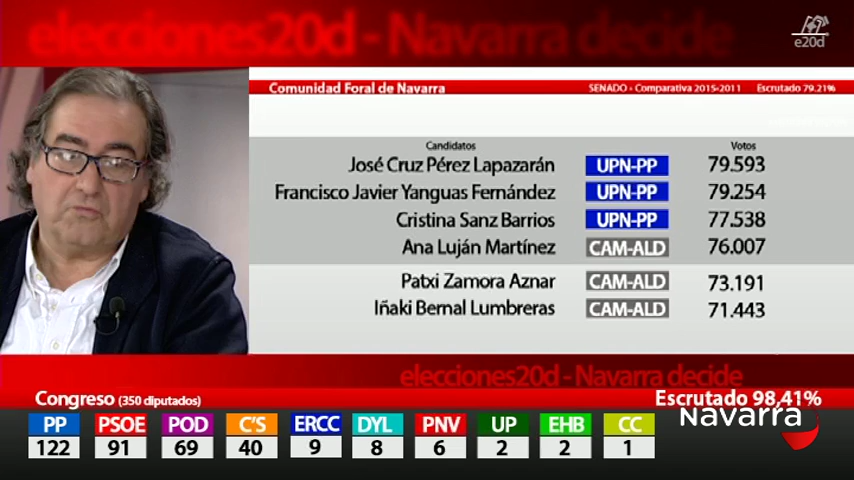 elecciones20d - Navarra decide
e20d
Comunidad Foral de Navarra SENADO - Comparativa 2015-2011 Escrutado 79.21%
Candidatos Votos
José Cruz Pérez Lapazarán UPN-PP 79.593
Francisco Javier Yanguas Fernández UPN-PP 79.254
Cristina Sanz Barrios UPN-PP 77.538
Ana Luján Martínez CAM-ALD 76.007
Patxi Zamora Aznar CAM-ALD 73.191
Iñaki Bernal Lumbreras CAM-ALD 71.443
elecciones20d - Navarra decide
Congreso (350 diputados) Escrutado 98,41%
Navarra
PP PSOE POD C'S ERCC DYL PNV UP EHB CC
122 91 69 40 9 8 6 2 2 1